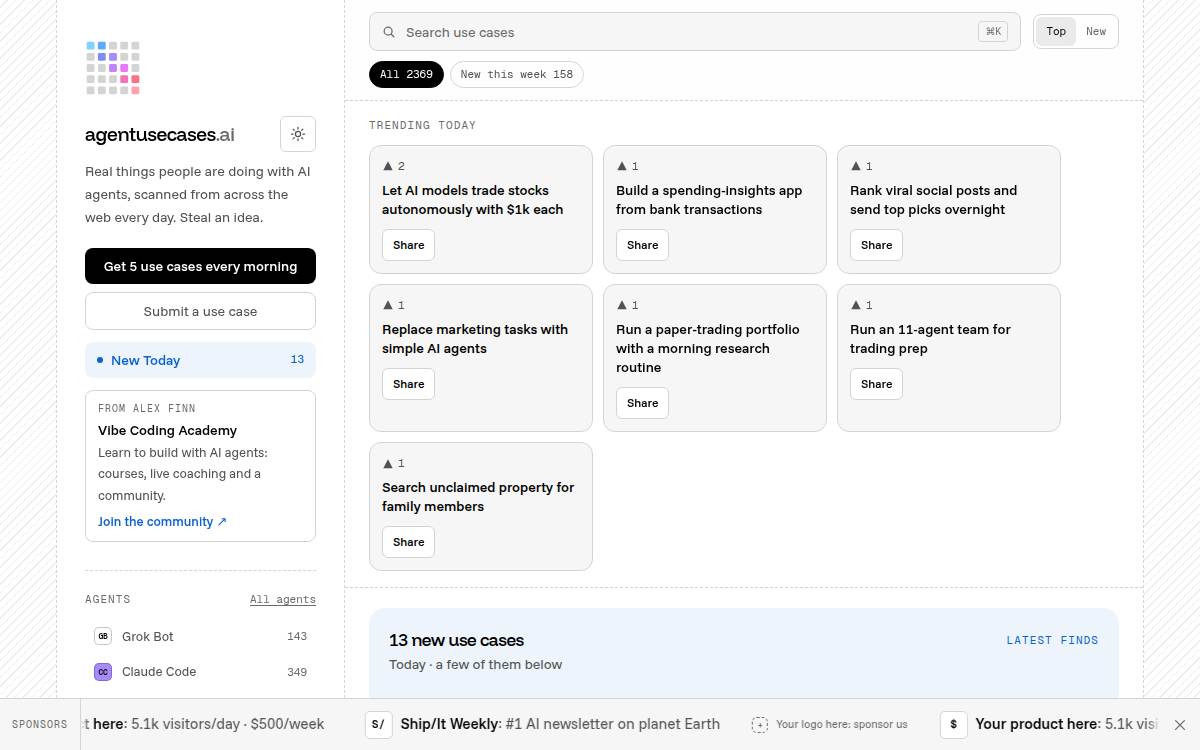 agentusecases.ai
Real things people are doing with AI
agents, scanned from across the
web every day. Steal an idea.
Get 5 use cases every morning
Submit a use case
New Today 13
FROM ALEX FINN
Vibe Coding Academy
Learn to build with AI agents:
courses, live coaching and a
community.
Join the community ↗
AGENTS All agents
GB Grok Bot 143
CC Claude Code 349
Search use cases ⌘K
Top New
All 2369 New this week 158
TRENDING TODAY
▲ 2
Let AI models trade stocks
autonomously with $1k each
Share
▲ 1
Build a spending-insights app
from bank transactions
Share
▲ 1
Rank viral social posts and
send top picks overnight
Share
▲ 1
Replace marketing tasks with
simple AI agents
Share
▲ 1
Run a paper-trading portfolio
with a morning research
routine
Share
▲ 1
Run an 11-agent team for
trading prep
Share
▲ 1
Search unclaimed property for
family members
Share
13 new use cases
LATEST FINDS
Today · a few of them below
SPONSORS t here: 5.1k visitors/day · $500/week S/ Ship/It Weekly: #1 AI newsletter on planet Earth + Your logo here: sponsor us $ Your product here: 5.1k visi